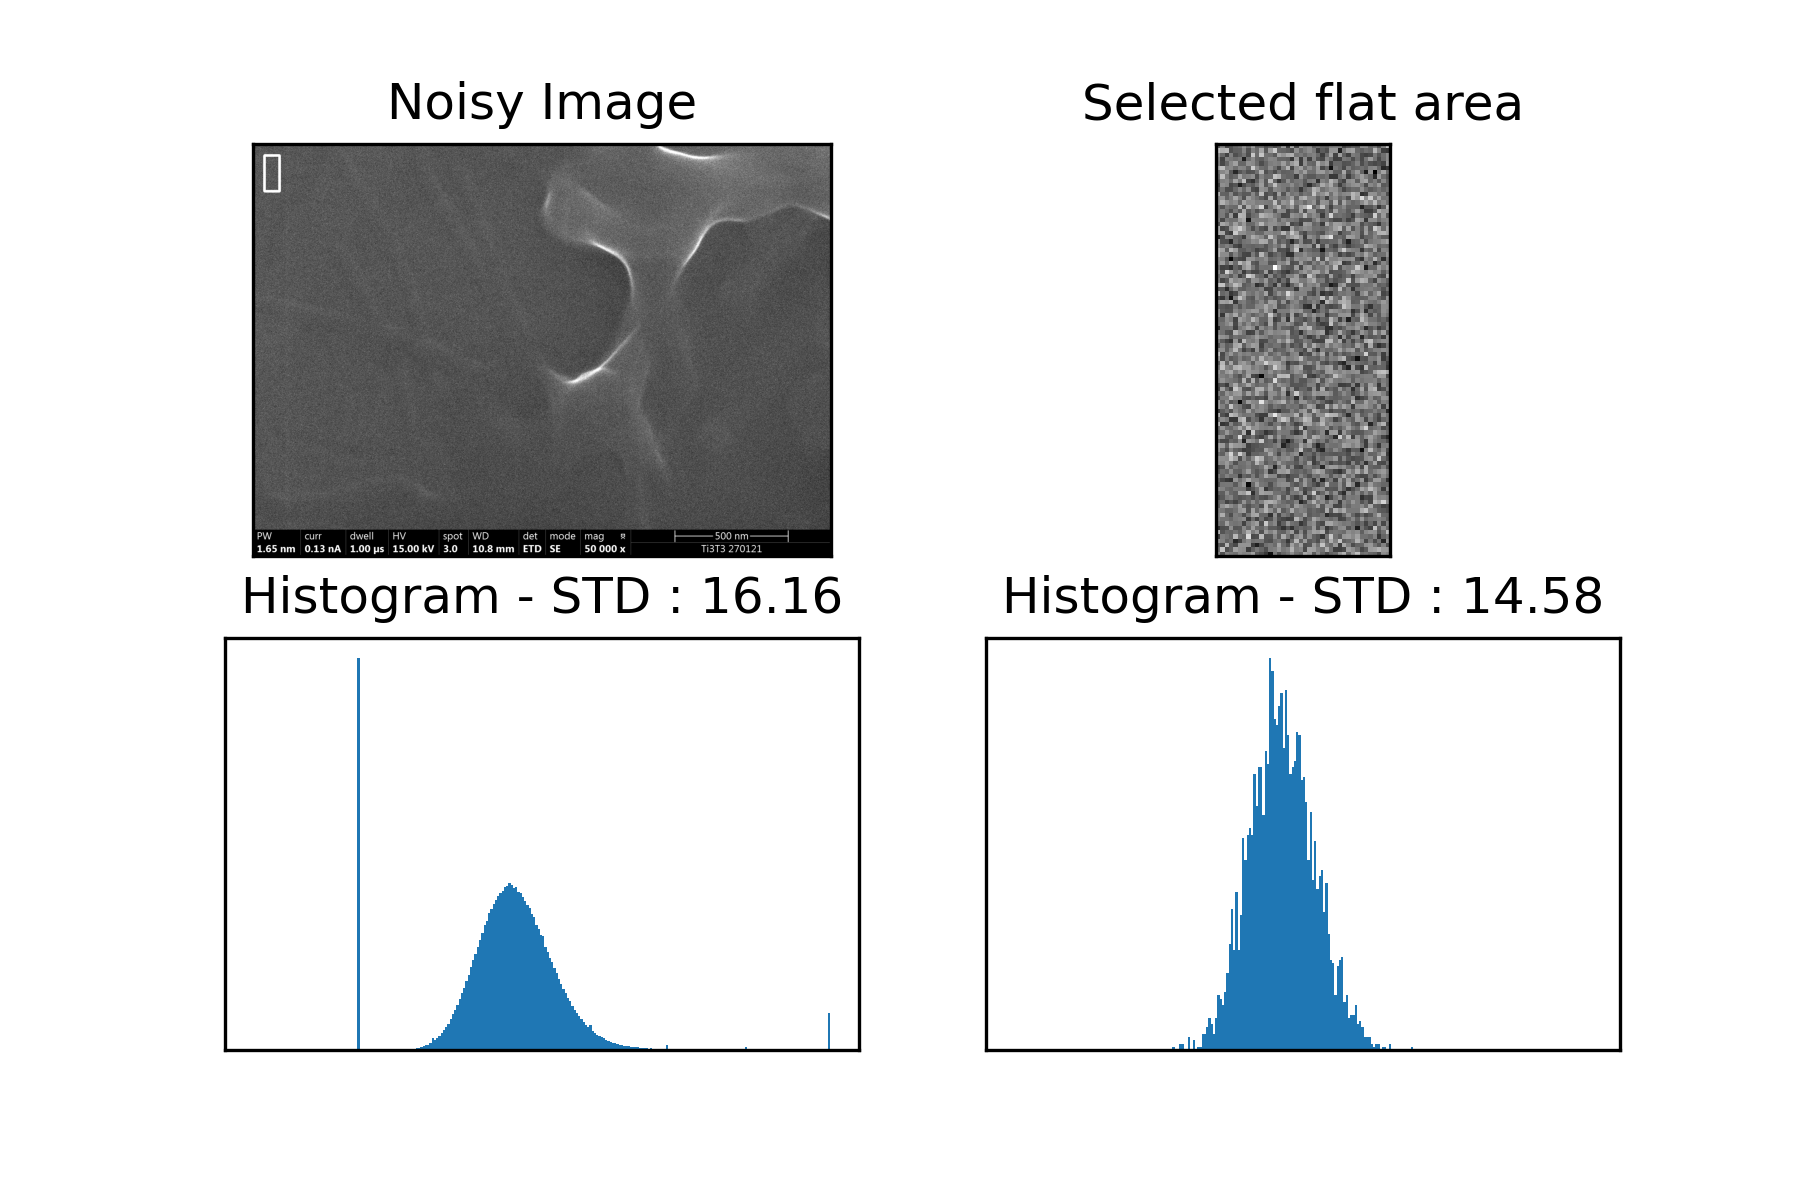 Noisy Image
Selected flat area
PW curr dwell HV spot WD det mode mag
1.65 nm 0.13 nA 1.00 µs 15.00 kV 3.0 10.8 mm ETD SE 50 000 x
500 nm
Ti3T3 270121
Histogram - STD : 16.16
Histogram - STD : 14.58